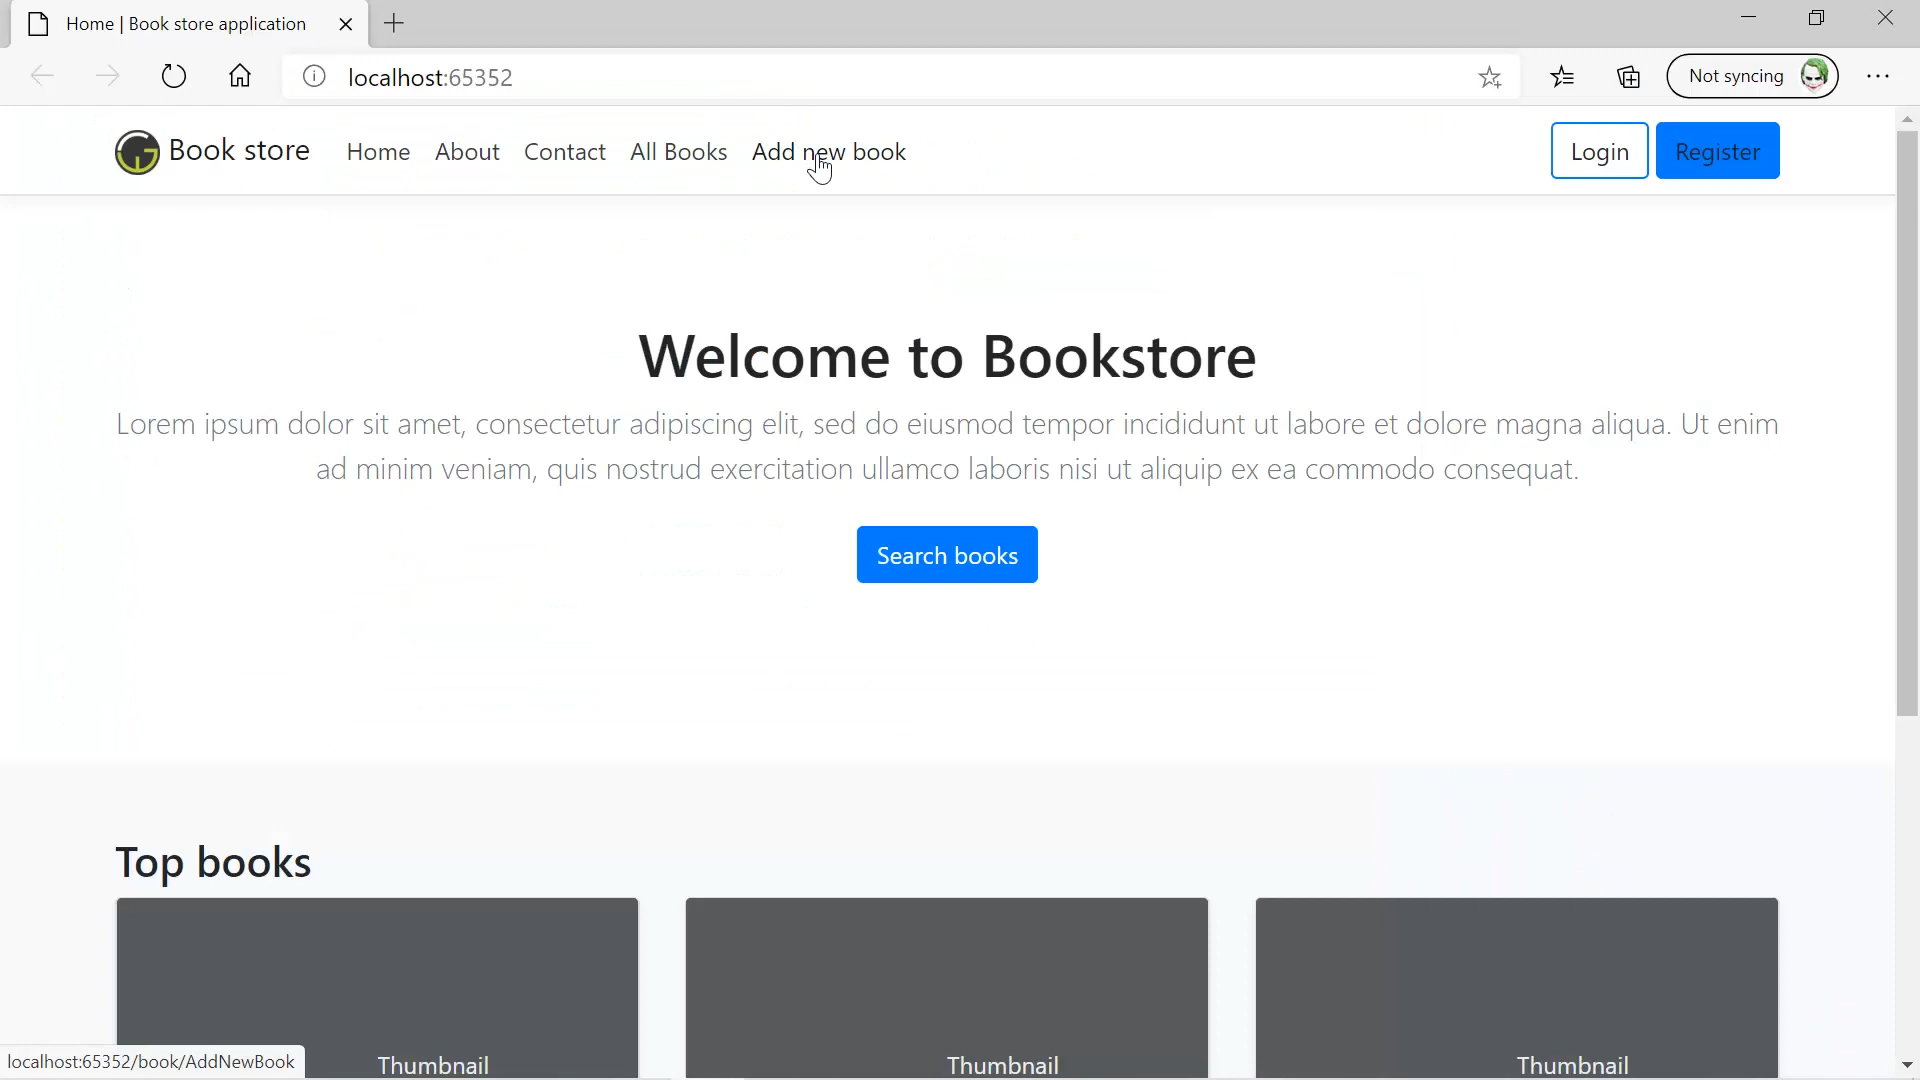 Home | Book store application
localhost:65352
Not syncing
Book store Home About Contact All Books Add new book Login Register
Welcome to Bookstore
Lorem ipsum dolor sit amet, consectetur adipiscing elit, sed do eiusmod tempor incididunt ut labore et dolore magna aliqua. Ut enim
ad minim veniam, quis nostrud exercitation ullamco laboris nisi ut aliquip ex ea commodo consequat.
Search books
Top books
Thumbnail Thumbnail Thumbnail
localhost:65352/book/AddNewBook